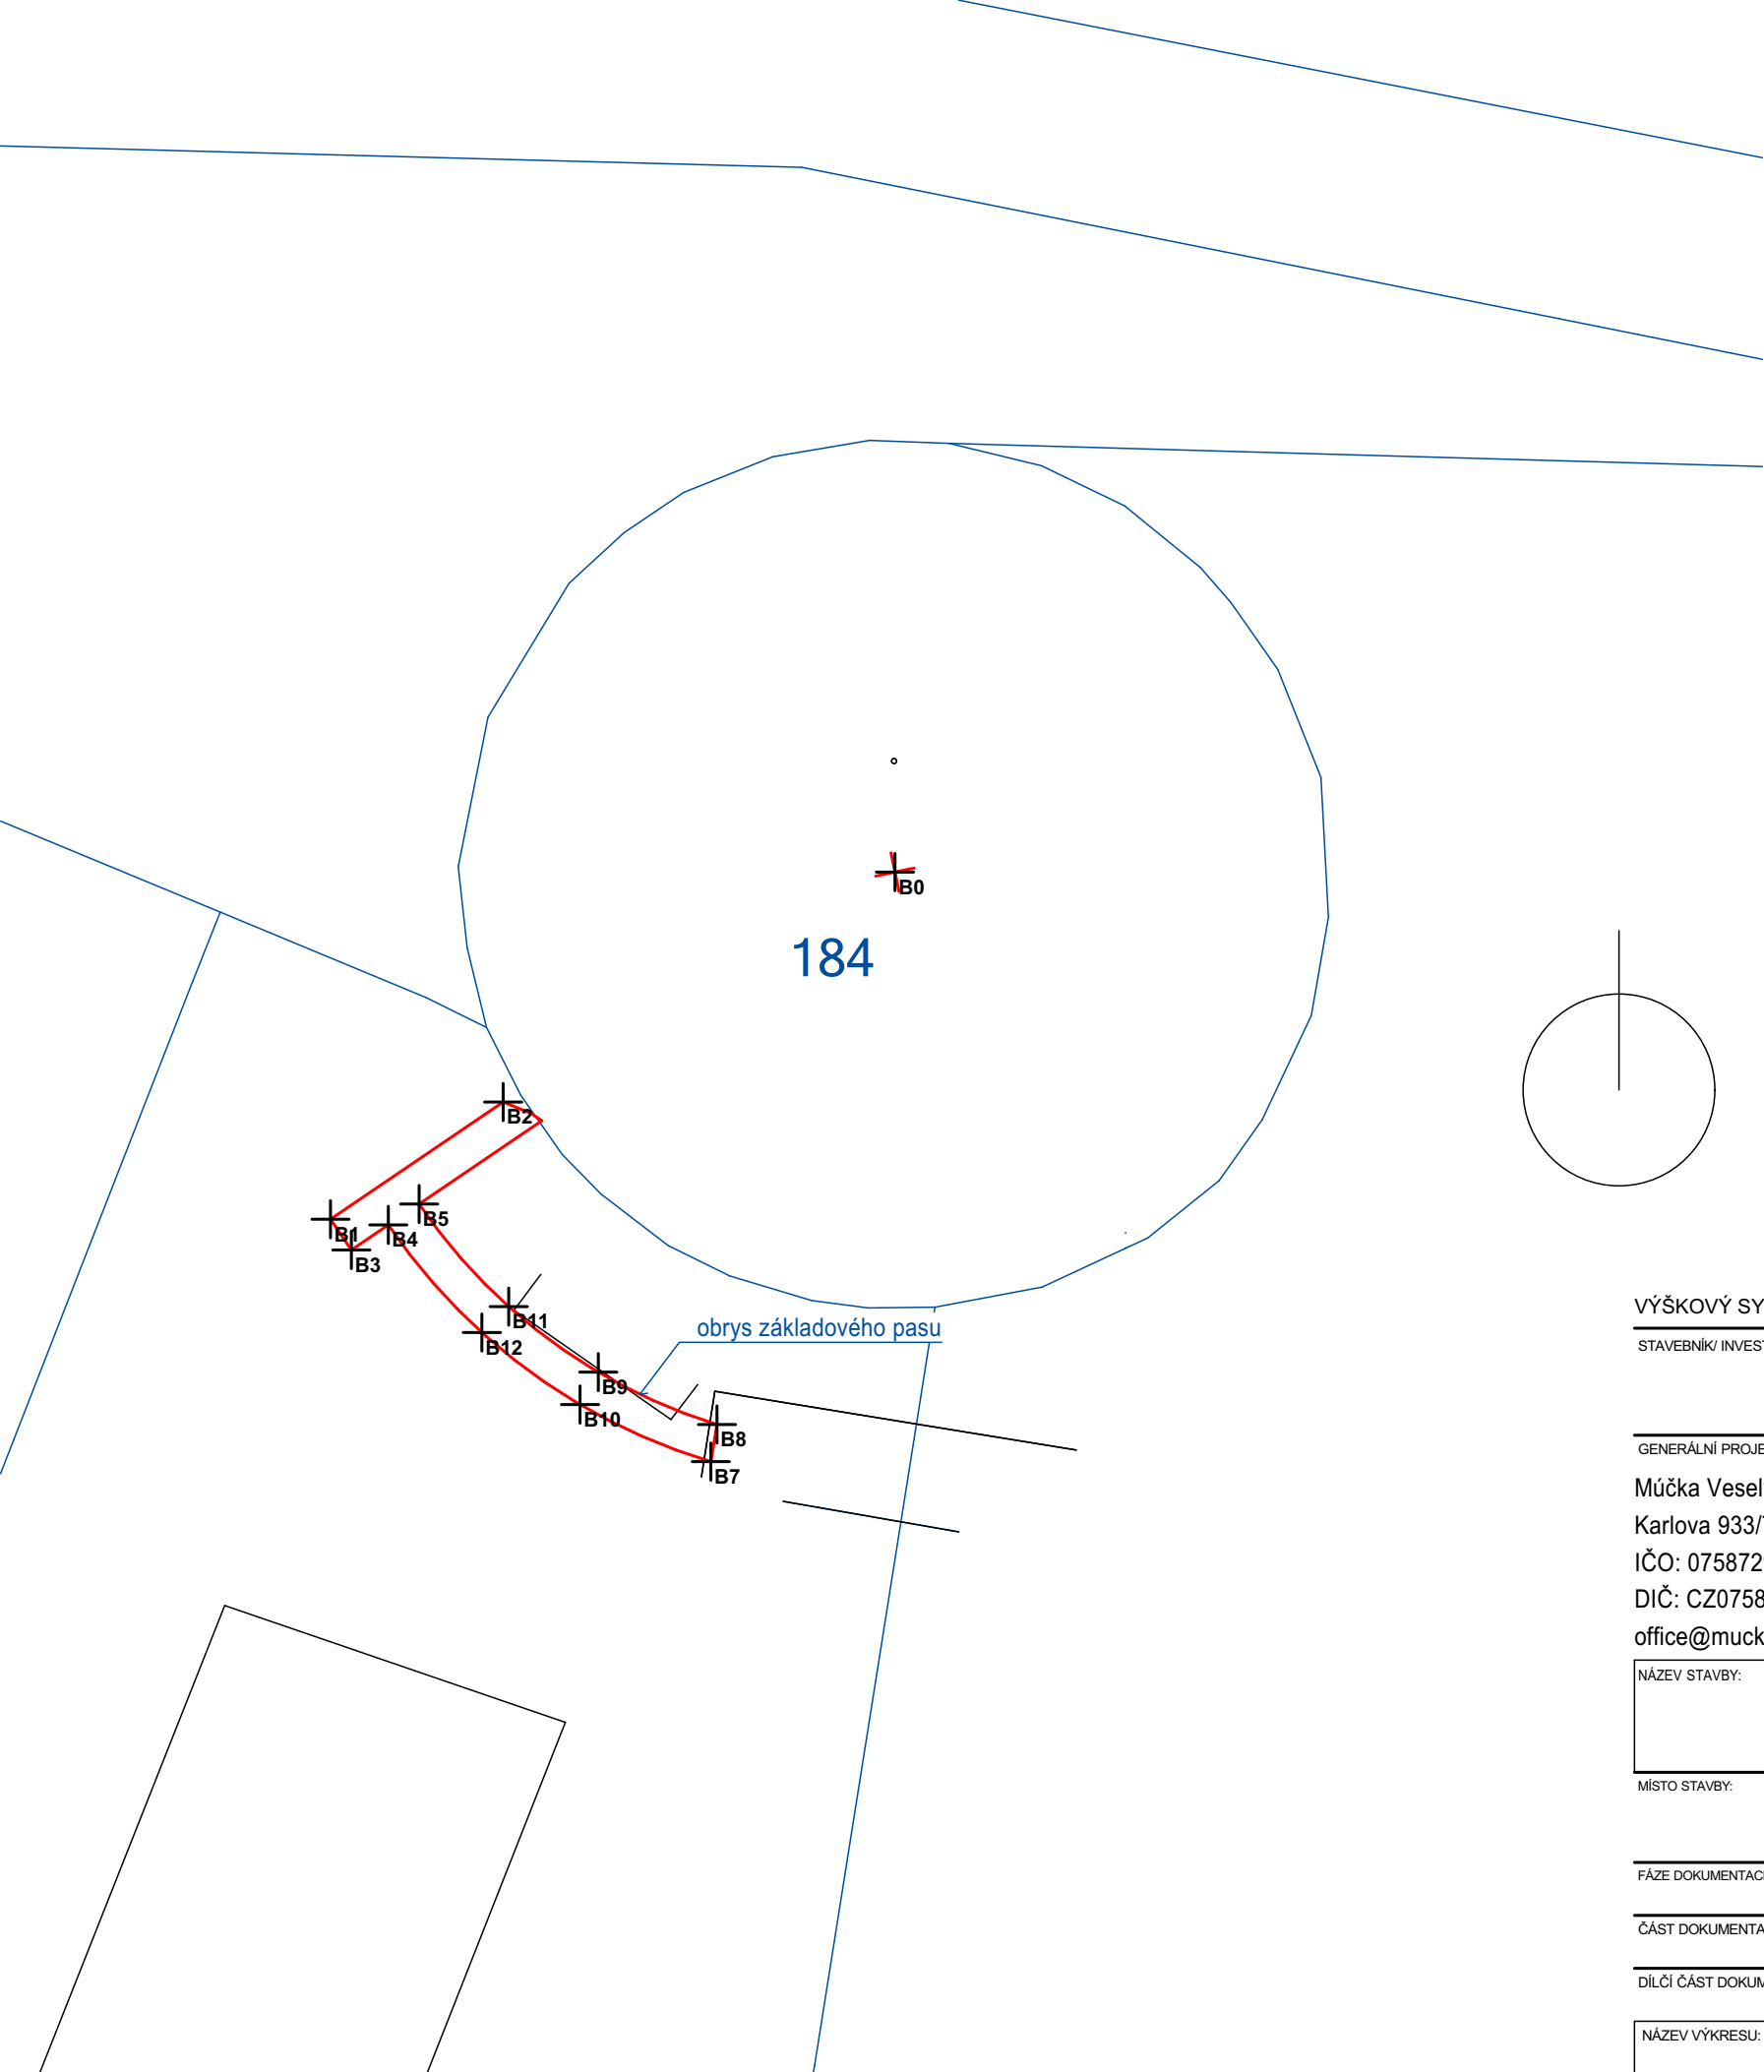 B0
184
B2
B5
B1
B4
B3
B11
obrys základového pasu
B12
B9
B10
B8
B7
VÝŠKOVÝ SY
STAVEBNÍK/ INVEST
GENERÁLNÍ PROJE
Múčka Vesel
Karlova 933/
IČO: 075872
DIČ: CZ0758
office@muck
NÁZEV STAVBY:
MÍSTO STAVBY:
FÁZE DOKUMENTAC
ČÁST DOKUMENTA
DÍLČÍ ČÁST DOKUM
NÁZEV VÝKRESU: